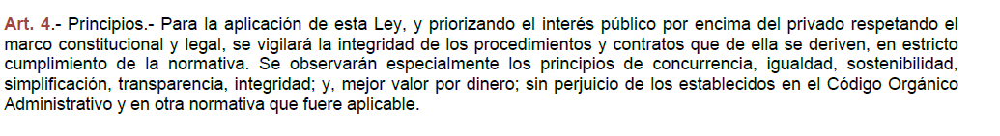 Art. 4.- Principios.- Para la aplicación de esta Ley, y priorizando el interés público por encima del privado respetando el
marco constitucional y legal, se vigilará la integridad de los procedimientos y contratos que de ella se deriven, en estricto
cumplimiento de la normativa. Se observarán especialmente los principios de concurrencia, igualdad, sostenibilidad,
simplificación, transparencia, integridad; y, mejor valor por dinero; sin perjuicio de los establecidos en el Código Orgánico
Administrativo y en otra normativa que fuere aplicable.